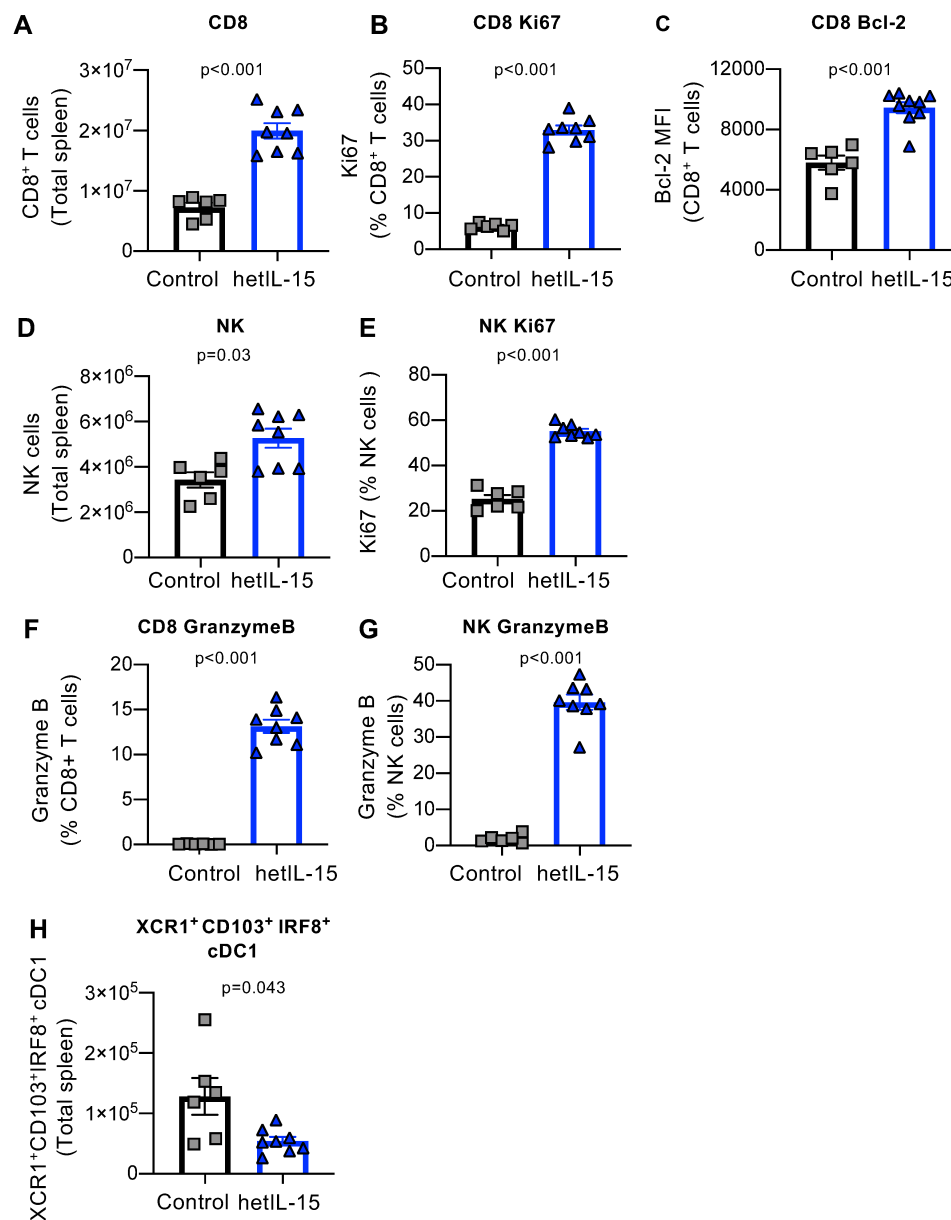 A
CD8
p<0.001
CD8⁺ T cells
(Total spleen)
3×10⁷
2×10⁷
1×10⁷
0
Control hetIL-15
B
CD8 Ki67
p<0.001
Ki67
(% CD8⁺ T cells)
50
40
30
20
10
0
Control hetIL-15
C
CD8 Bcl-2
p<0.001
Bcl-2 MFI
(CD8⁺ T cells)
12000
8000
4000
0
Control hetIL-15
D
NK
p=0.03
NK cells
(Total spleen)
8×10⁶
6×10⁶
4×10⁶
2×10⁶
0
Control hetIL-15
E
NK Ki67
p<0.001
Ki67 (% NK cells )
80
60
40
20
0
Control hetIL-15
F
CD8 GranzymeB
p<0.001
Granzyme B
(% CD8+ T cells)
20
15
10
5
0
Control hetIL-15
G
NK GranzymeB
p<0.001
Granzyme B
(% NK cells)
50
40
30
20
10
0
Control hetIL-15
H
XCR1⁺ CD103⁺ IRF8⁺
cDC1
p=0.043
XCR1⁺CD103⁺IRF8⁺ cDC1
(Total spleen)
3×10⁵
2×10⁵
1×10⁵
0
Control hetIL-15